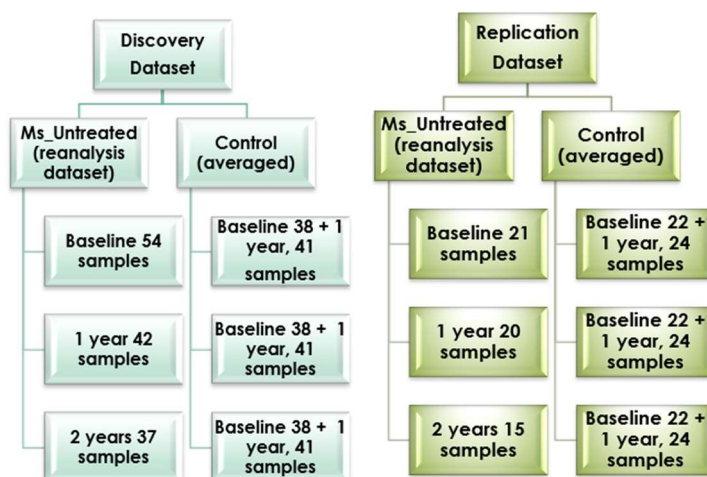 Discovery
Dataset
Ms_Untreated
(reanalysis
dataset)
Control
(averaged)
Baseline 54
samples
Baseline 38 + 1
year, 41
samples
1 year 42
samples
Baseline 38 + 1
year, 41
samples
2 years 37
samples
Baseline 38 + 1
year, 41
samples
Replication
Dataset
Ms_Untreated
(reanalysis
dataset)
Control
(averaged)
Baseline 21
samples
Baseline 22 +
1 year, 24
samples
1 year 20
samples
Baseline 22 +
1 year, 24
samples
2 years 15
samples
Baseline 22 +
1 year, 24
samples